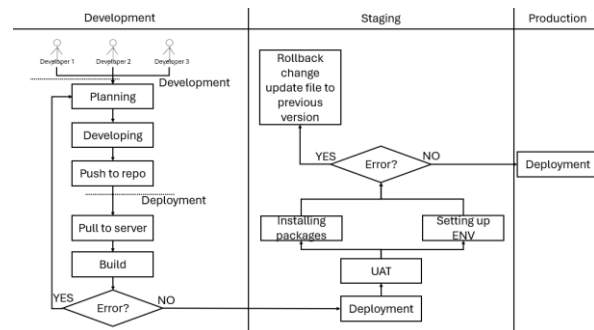 Development
Staging
Production
Developer 1
Developer 2
Developer 3
Development
Planning
Developing
Push to repo
Deployment
Pull to server
Build
YES
Error?
NO
Rollback
change
update file to
previous
version
YES
Error?
NO
Installing
packages
Setting up
ENV
UAT
Deployment
Deployment